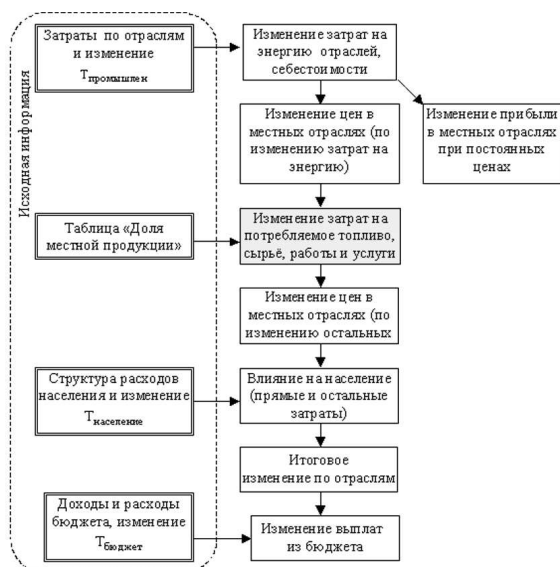 Исходная информация
Затраты по отраслям
и изменение
Тпромышлен
Изменение затрат на
энергию отраслей,
себестоимости
Изменение цен в
местных отраслях (по
изменению затрат на
энергию)
Изменение прибыли
в местных отраслях
при постоянных
ценах
Таблица «Доля
местной продукции»
Изменение затрат на
потребляемое топливо,
сырьё, работы и услуги
Изменение цен в
местных отраслях (по
изменению остальных
Структура расходов
населения и изменение
Тнаселение
Влияние на население
(прямые и остальные
затраты)
Итоговое
изменение по отраслям
Доходы и расходы
бюджета, изменение
Тбюджет
Изменение выплат
из бюджета